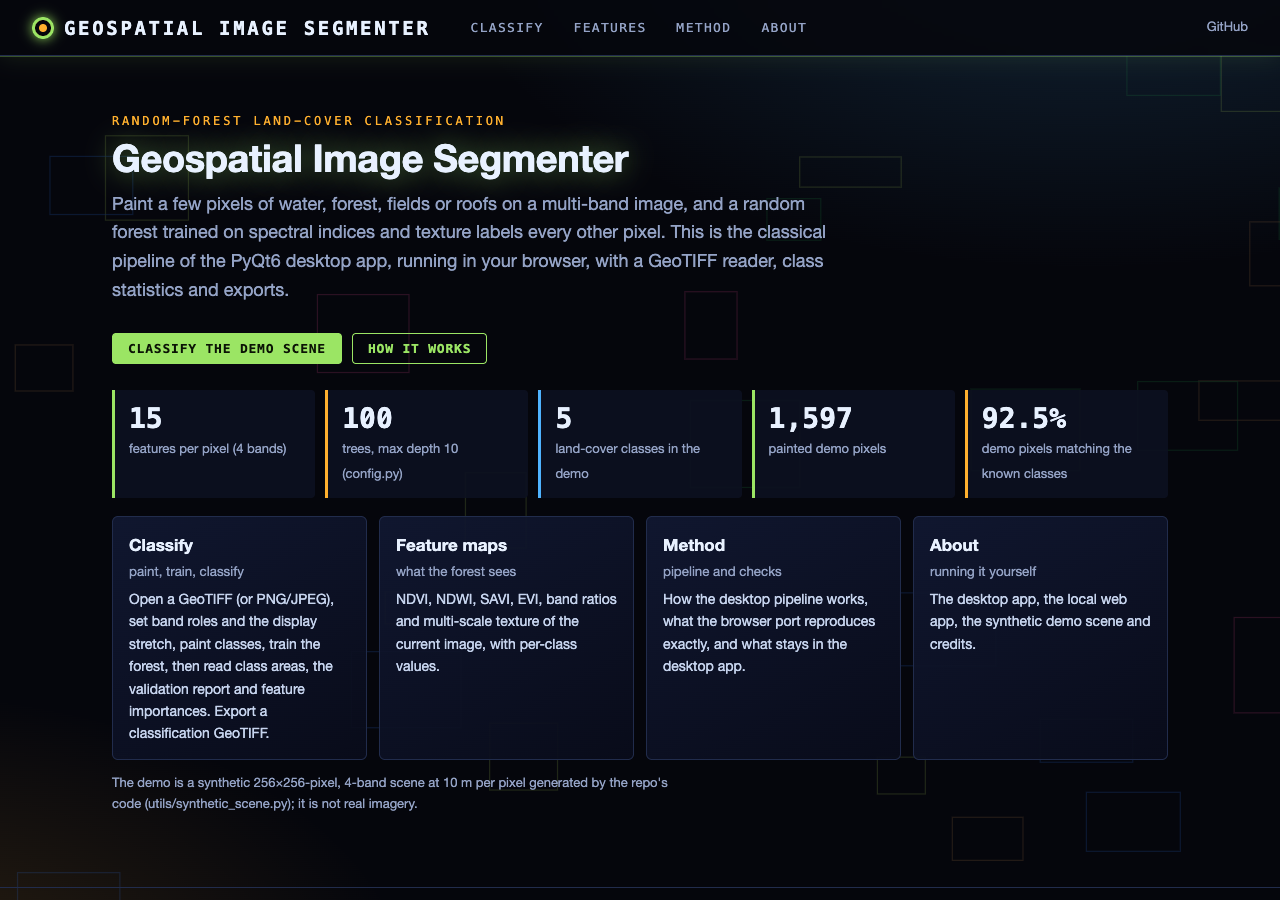 GEOSPATIAL IMAGE SEGMENTER
CLASSIFY FEATURES METHOD ABOUT
GitHub
RANDOM-FOREST LAND-COVER CLASSIFICATION
Geospatial Image Segmenter
Paint a few pixels of water, forest, fields or roofs on a multi-band image, and a random
forest trained on spectral indices and texture labels every other pixel. This is the classical
pipeline of the PyQt6 desktop app, running in your browser, with a GeoTIFF reader, class
statistics and exports.
CLASSIFY THE DEMO SCENE
HOW IT WORKS
15
features per pixel (4 bands)
100
trees, max depth 10
(config.py)
5
land-cover classes in the
demo
1,597
painted demo pixels
92.5%
demo pixels matching the
known classes
Classify
paint, train, classify
Open a GeoTIFF (or PNG/JPEG),
set band roles and the display
stretch, paint classes, train the
forest, then read class areas, the
validation report and feature
importances. Export a
classification GeoTIFF.
Feature maps
what the forest sees
NDVI, NDWI, SAVI, EVI, band ratios
and multi-scale texture of the
current image, with per-class
values.
Method
pipeline and checks
How the desktop pipeline works,
what the browser port reproduces
exactly, and what stays in the
desktop app.
About
running it yourself
The desktop app, the local web
app, the synthetic demo scene and
credits.
The demo is a synthetic 256×256-pixel, 4-band scene at 10 m per pixel generated by the repo's
code (utils/synthetic_scene.py); it is not real imagery.